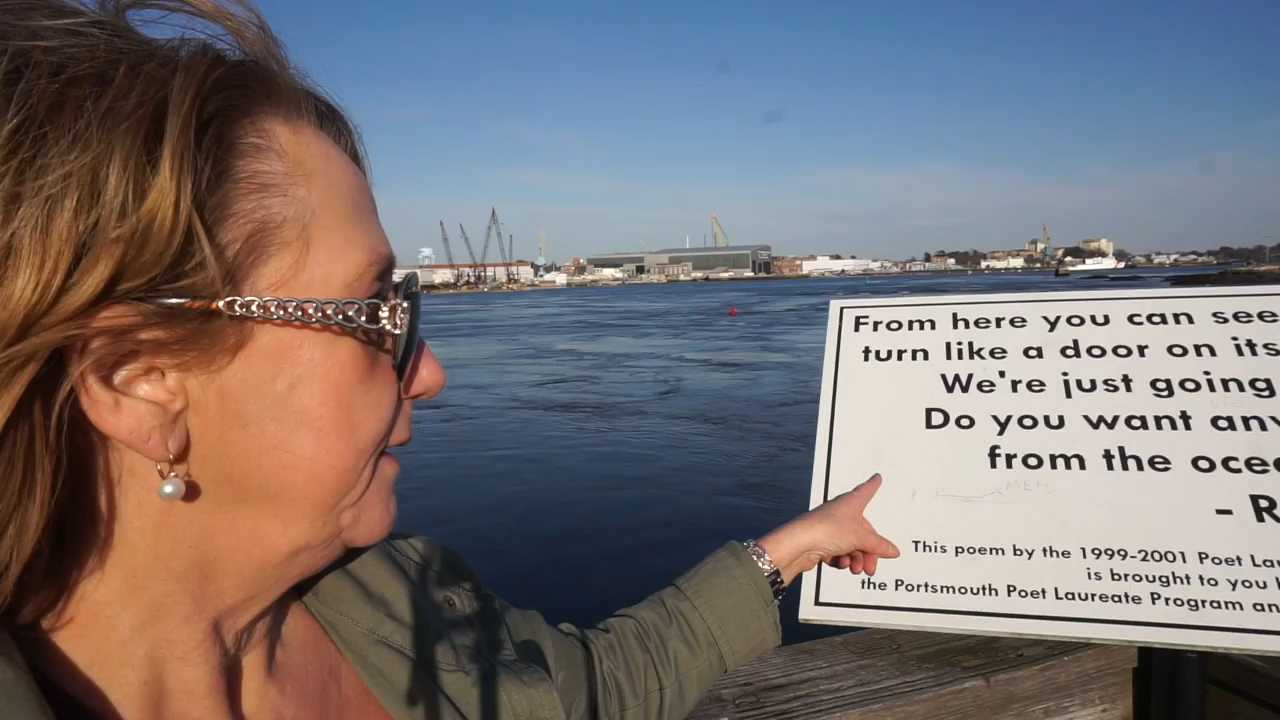 From here you can see
turn like a door on its
We're just going
Do you want any
from the ocea
- R
MEM
This poem by the 1999-2001 Poet Lau
is brought to you b
the Portsmouth Poet Laureate Program an